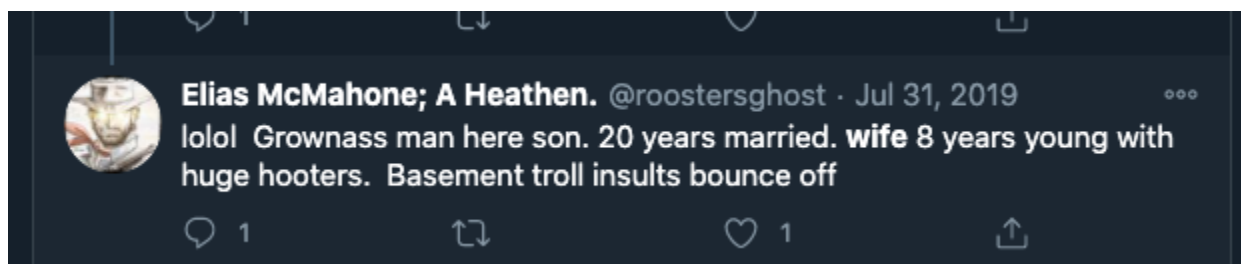 1
Elias McMahone; A Heathen. @roostersghost · Jul 31, 2019
lolol  Grownass man here son. 20 years married. wife 8 years young with
huge hooters.  Basement troll insults bounce off
1 1